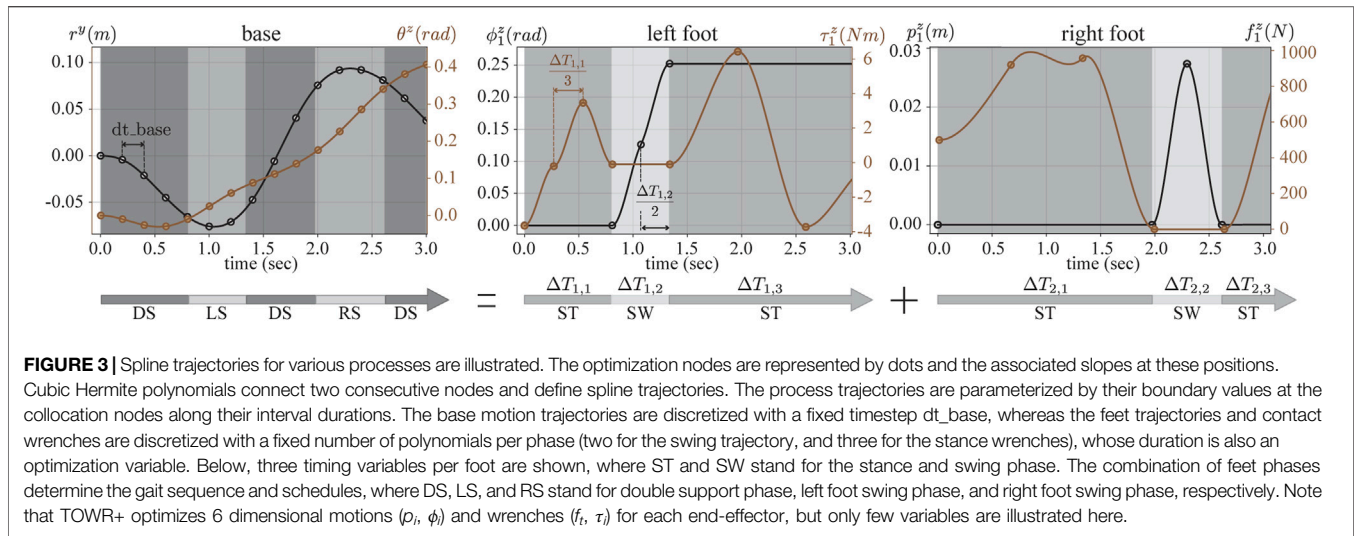 r^y(m) base θ^z(rad)
0.10
0.05
0.00
-0.05
0.4
0.3
0.2
0.1
0.0
dt_base
0.0 0.5 1.0 1.5 2.0 2.5 3.0
time (sec)
DS LS DS RS DS
=
ϕ_1^z(rad) left foot τ_1^z(Nm)
0.25
0.20
0.15
0.10
0.05
0.00
6
4
2
0
-2
-4
ΔT_{1,1}
3
ΔT_{1,2}
2
0.0 0.5 1.0 1.5 2.0 2.5 3.0
time (sec)
ΔT_{1,1} ΔT_{1,2} ΔT_{1,3}
ST SW ST
+
p_1^z(m) right foot f_1^z(N)
0.03
0.02
0.01
0.00
1000
800
600
400
200
0
0.0 0.5 1.0 1.5 2.0 2.5 3.0
time (sec)
ΔT_{2,1} ΔT_{2,2} ΔT_{2,3}
ST SW ST
FIGURE 3 | Spline trajectories for various processes are illustrated. The optimization nodes are represented by dots and the associated slopes at these positions.
Cubic Hermite polynomials connect two consecutive nodes and define spline trajectories. The process trajectories are parameterized by their boundary values at the
collocation nodes along their interval durations. The base motion trajectories are discretized with a fixed timestep dt_base, whereas the feet trajectories and contact
wrenches are discretized with a fixed number of polynomials per phase (two for the swing trajectory, and three for the stance wrenches), whose duration is also an
optimization variable. Below, three timing variables per foot are shown, where ST and SW stand for the stance and swing phase. The combination of feet phases
determine the gait sequence and schedules, where DS, LS, and RS stand for double support phase, left foot swing phase, and right foot swing phase, respectively. Note
that TOWR+ optimizes 6 dimensional motions (p_i, ϕ_i) and wrenches (f_t, τ_i) for each end-effector, but only few variables are illustrated here.